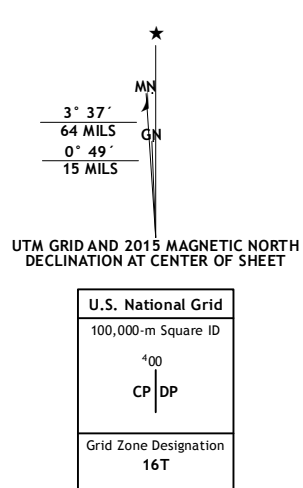 ★
MN
3° 37´
64 MILS
GN
0° 49´
15 MILS
UTM GRID AND 2015 MAGNETIC NORTH
DECLINATION AT CENTER OF SHEET
U.S. National Grid
100,000-m Square ID
⁴00
CP DP
Grid Zone Designation
16T